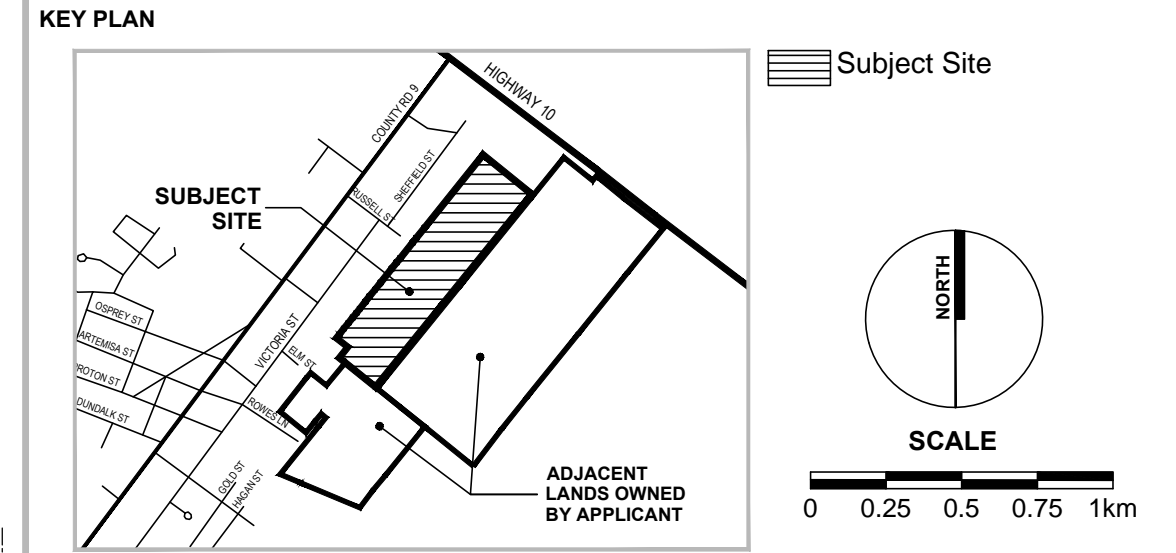 KEY PLAN
Subject Site
HIGHWAY 10
COUNTY RD 9
SHEFFIELD ST
RUSSELL ST
SUBJECT
SITE
NORTH
OSPREY ST
ARTEMISA ST
ROTON ST
DUNDALK ST
VICTORIA ST
ELM ST
ROWES LN
GOLD ST
HAGAN ST
ADJACENT
LANDS OWNED
BY APPLICANT
SCALE
0 0.25 0.5 0.75 1km